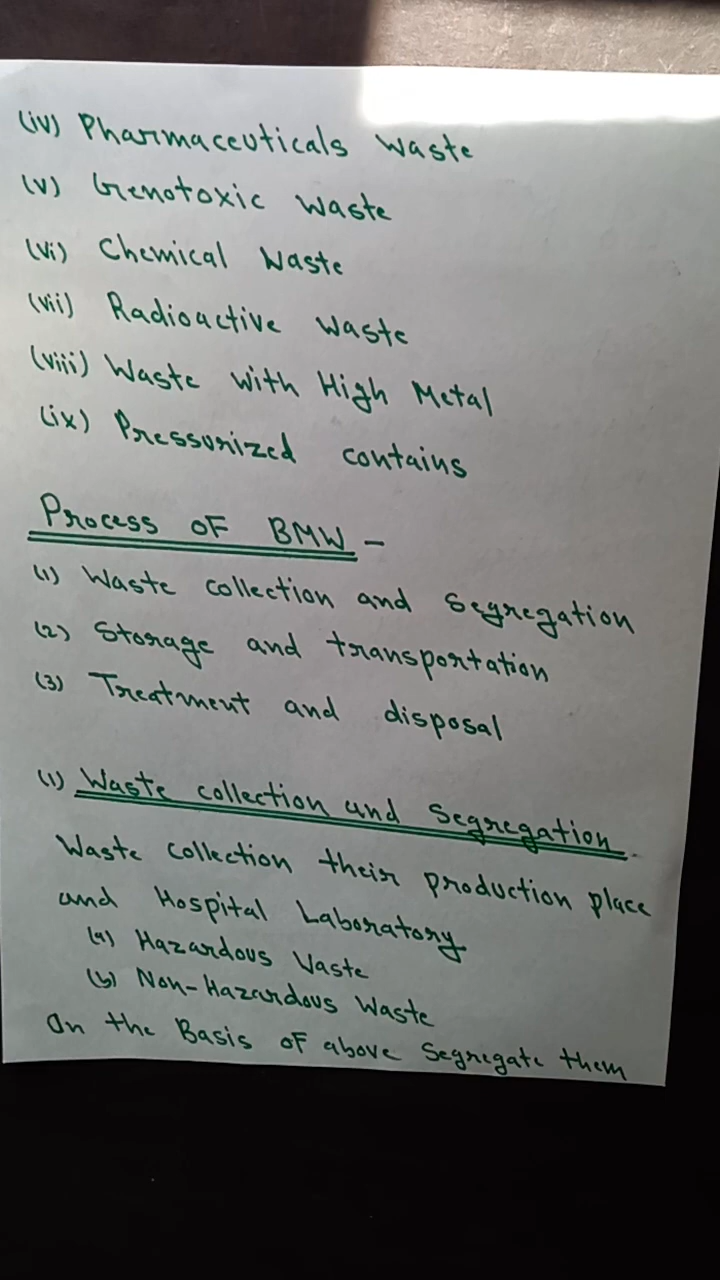 (iv) Pharmaceuticals Waste
(v) Genotoxic Waste
(vi) Chemical Waste
(vii) Radioactive Waste
(viii) Waste with High Metal
(ix) Pressurized contains
Process of BMW -
(1) Waste collection and Segregation
(2) Storage and transportation
(3) Treatment and disposal
(1) Waste collection and Segregation
Waste collection their production place
and Hospital Laboratory
(a) Hazardous Waste
(b) Non-Hazardous Waste
On the Basis of above Segregate them